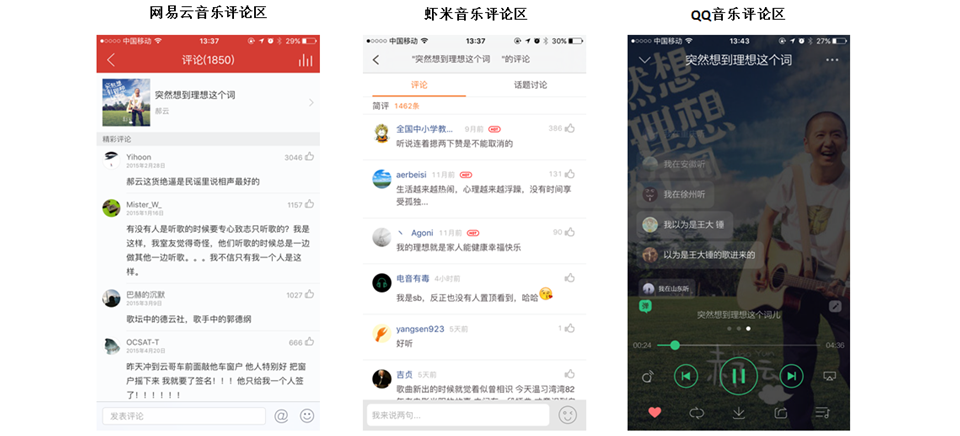 网易云音乐评论区
虾米音乐评论区
QQ音乐评论区
中国移动
13:37
29%
评论(1850)
突然想到理想这个词
郝云
精彩评论
Yihoon
2015年2月28日
3046
郝云这货绝逼是民谣里说相声最好的
Mister_W_
2015年1月16日
1157
有没有人是听歌的时候要专心致志只听歌的？我是
这样，我室友觉得奇怪，他们听歌的时候总是一边
做其他一边听歌。。。我不信只有我一个人是这
样。
巴赫的沉默
2015年3月9日
1027
歌坛中的德云社，歌手中的郭德纲
OCSAT-T
2015年4月20日
666
昨天冲到云哥车前面敲他车窗户 他人特别好 把窗
户摇下来 我就要了签名！！！他只给我一个人签
了！！！！！！
发表评论
中国移动
13:37
30%
“突然想到理想这个词 ”的评论
评论
话题讨论
简评 1462条
全国中小学教...
9月前
HOT
386
听说连着摁两下赞是不能取消的
aerbeisi
11月前
HOT
131
生活越来越热闹，心理越来越浮躁，没有时间享
受孤独...
丶 Agoni
11月前
HOT
90
我的理想就是家人能健康幸福快乐
电音有毒
4小时前
我是sb，反正也没有人置顶看到，哈哈
yangsen923
5天前
1
好听
吉贞
5天前
歌曲新出的时候就觉着似曾相识 今天温习湾湾82
我来说两句...
中国移动
13:43
27%
突然想到理想这个词
然想
理想
我在安徽听
我在徐州听
我以为是王大 锤
以为是王大锤的歌进来的
我在山东听
弹
突然想到理想这个词儿
00:24
04:36
郝云